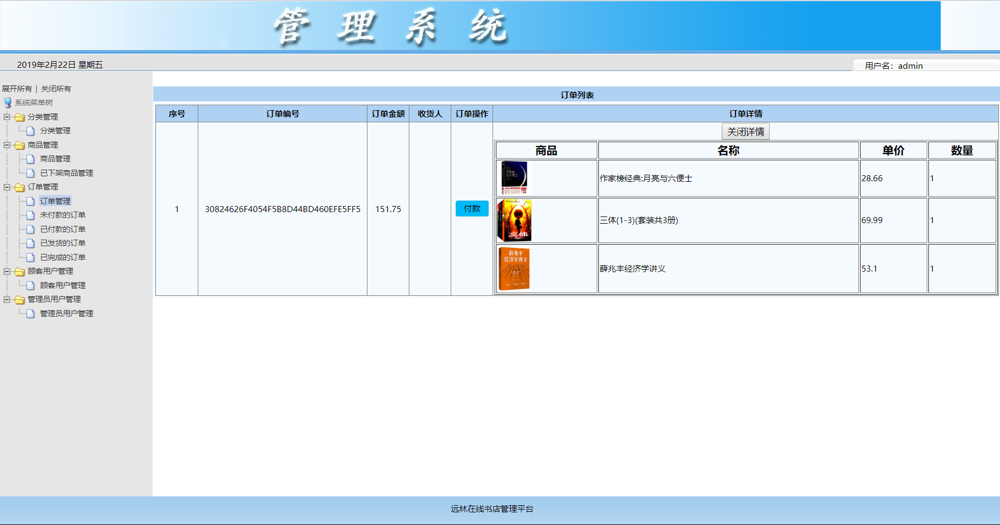 管理系统
2019年2月22日 星期五
用户名：admin
展开所有 | 关闭所有
系统菜单树
分类管理
分类管理
商品管理
商品管理
已下架商品管理
订单管理
订单管理
未付款的订单
已付款的订单
已发货的订单
已完成的订单
顾客用户管理
顾客用户管理
管理员用户管理
管理员用户管理
订单列表
序号 订单编号 订单金额 收货人 订单操作 订单详情
关闭详情
商品 名称 单价 数量
月亮与六便士
作家榜经典:月亮与六便士 28.66 1
1 30824626F4054F5B8D44BD460EFE5FF5 151.75 付款
三体
三体(1-3)(套装共3册) 69.99 1
薛兆丰
经济学讲义
薛兆丰经济学讲义 53.1 1
远林在线书店管理平台